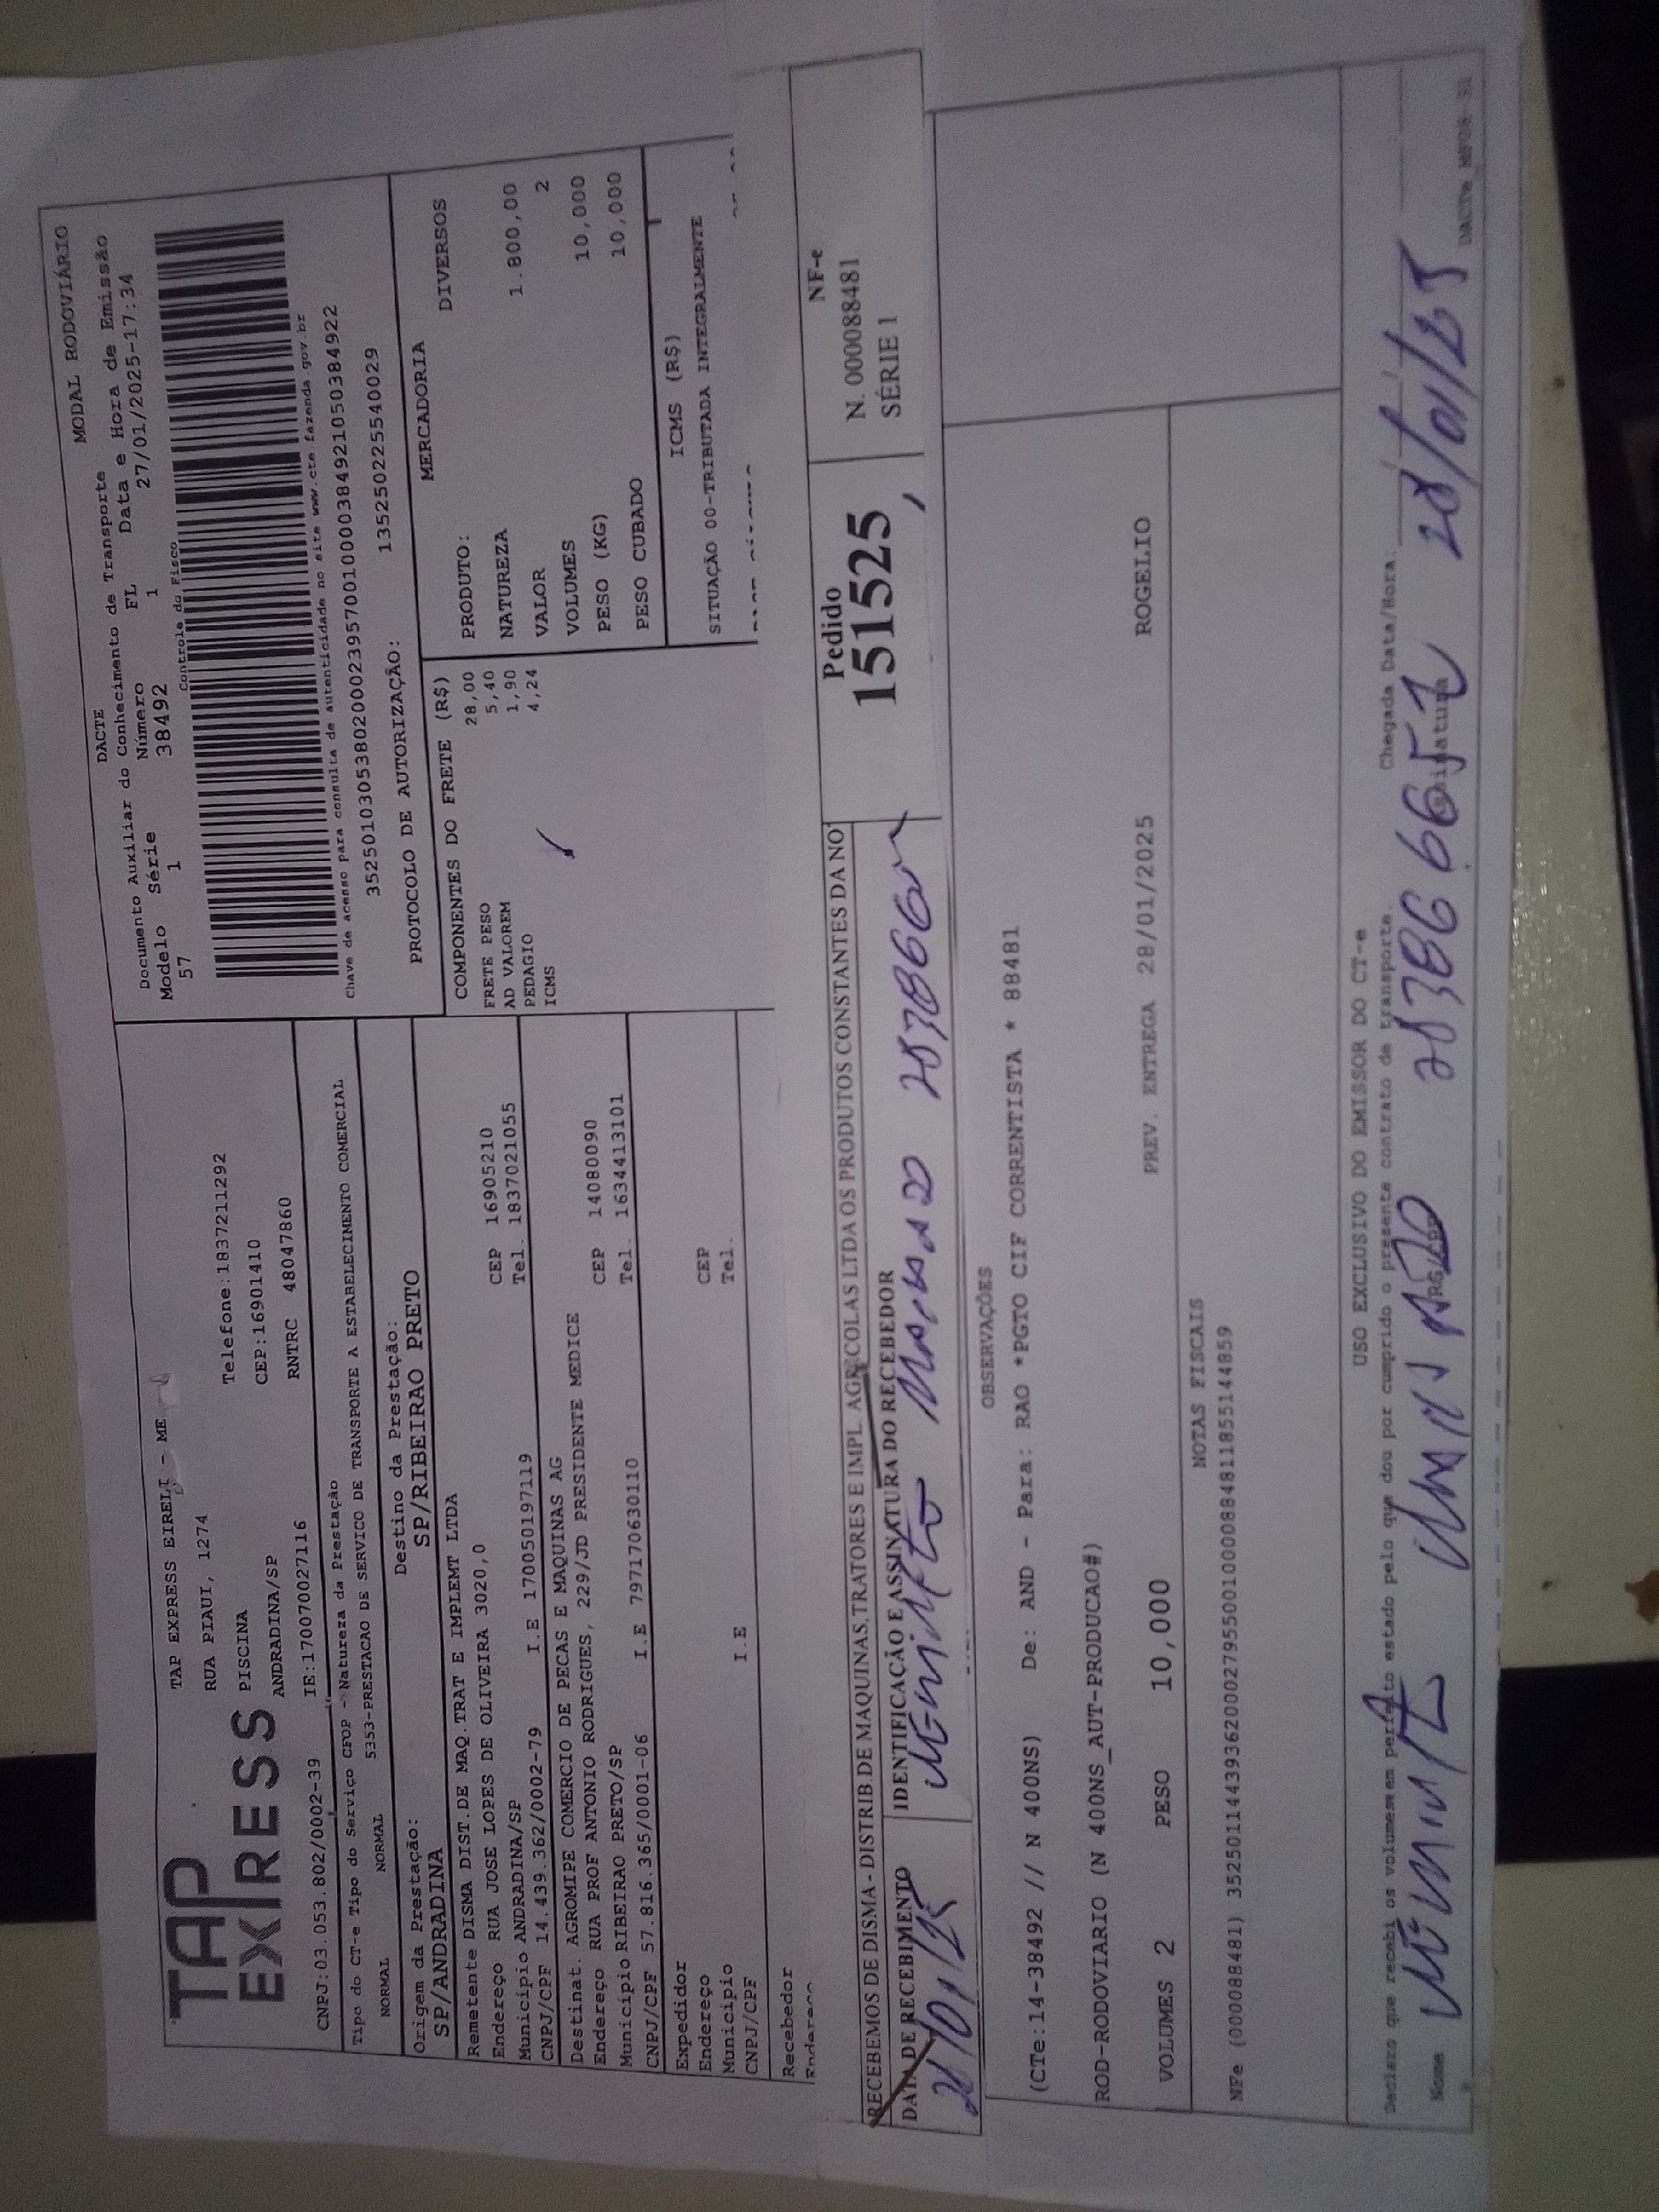 TAP
EXPRESS
TAP EXPRESS EIRELI - ME
RUA PIAUI, 1274
PISCINA
ANDRADINA/SP
Telefone:1837211292
CEP:16901410
CNPJ:03.053.802/0002-39 IE:170070027116 RNTRC 48047860
Tipo do CT-e Tipo do Serviço CFOP - Natureza da Prestação
NORMAL NORMAL 5353-PRESTACAO DE SERVICO DE TRANSPORTE A ESTABELECIMENTO COMERCIAL
Origem da Prestação: Destino da Prestação:
SP/ANDRADINA SP/RIBEIRAO PRETO
MODAL RODOVIÁRIO
DACTE
Documento Auxiliar do Conhecimento de Transporte
Modelo Série Número FL Data e Hora de Emissão
57 1 38492 1 27/01/2025-17:34
Controle do Fisco
Chave de acesso para consulta de autenticidade no site www.cte.fazenda.gov.br
35250103053802000239570010000384921050384922
PROTOCOLO DE AUTORIZAÇÃO: 135250225540029
Remetente DISMA DIST.DE MAQ.TRAT E IMPLEMT LTDA
Endereço RUA JOSE LOPES DE OLIVEIRA 3020,0 CEP 16905210
Município ANDRADINA/SP Tel. 1837021055
CNPJ/CPF 14.439.362/0002-79 I.E 170050197119
Destinat. AGROMIPE COMERCIO DE PECAS E MAQUINAS AG
Endereço RUA PROF ANTONIO RODRIGUES, 229/JD PRESIDENTE MEDICE CEP 14080090
Município RIBEIRAO PRETO/SP Tel. 1634413101
CNPJ/CPF 57.816.365/0001-06 I.E 797170630110
Expedidor
Endereço CEP
Município Tel.
CNPJ/CPF I.E
Recebedor
Endereço
COMPONENTES DO FRETE (R$)
FRETE PESO 28,00
AD VALOREM 5,40
PEDAGIO 1,90
ICMS 4,24
MERCADORIA
PRODUTO: DIVERSOS
NATUREZA
VALOR 1.800,00
VOLUMES 2
PESO (KG) 10,000
PESO CUBADO 10,000
ICMS (R$)
SITUAÇÃO 00-TRIBUTADA INTEGRALMENTE
RECEBEMOS DE DISMA - DISTRIB.DE MAQUINAS,TRATORES E IMPL. AGRICOLAS LTDA OS PRODUTOS CONSTANTES DA NO
DATA DE RECEBIMENTO IDENTIFICAÇÃO E ASSINATURA DO RECEBEDOR
Pedido
151525
NF-e
N. 000088481
SÉRIE 1
OBSERVAÇÕES
(CTe:14-38492 // N 400NS) De: AND - Para: RAO *PGTO CIF CORRENTISTA * 88481
ROD-RODOVIARIO (N 400NS_AUT-PRODUCAO#)
VOLUMES 2 PESO 10,000 PREV. ENTREGA 28/01/2025 ROGELIO
NOTAS FISCAIS
NFe (000088481) 35250114439362000279550010000884811855144859
USO EXCLUSIVO DO EMISSOR DO CT-e
Declaro que recebi os volumesem perfeito estado pelo que dou por cumprido o presente contrato de transporte. Chegada Data/Hora:
Nome RG/CPF Assinatura
28/01/25